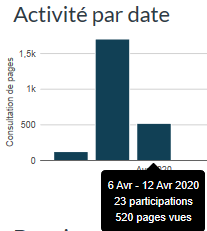 Activité par date
Consultation de pages
1,5k
1k
500
0
6 Avr - 12 Avr 2020
23 participations
520 pages vues